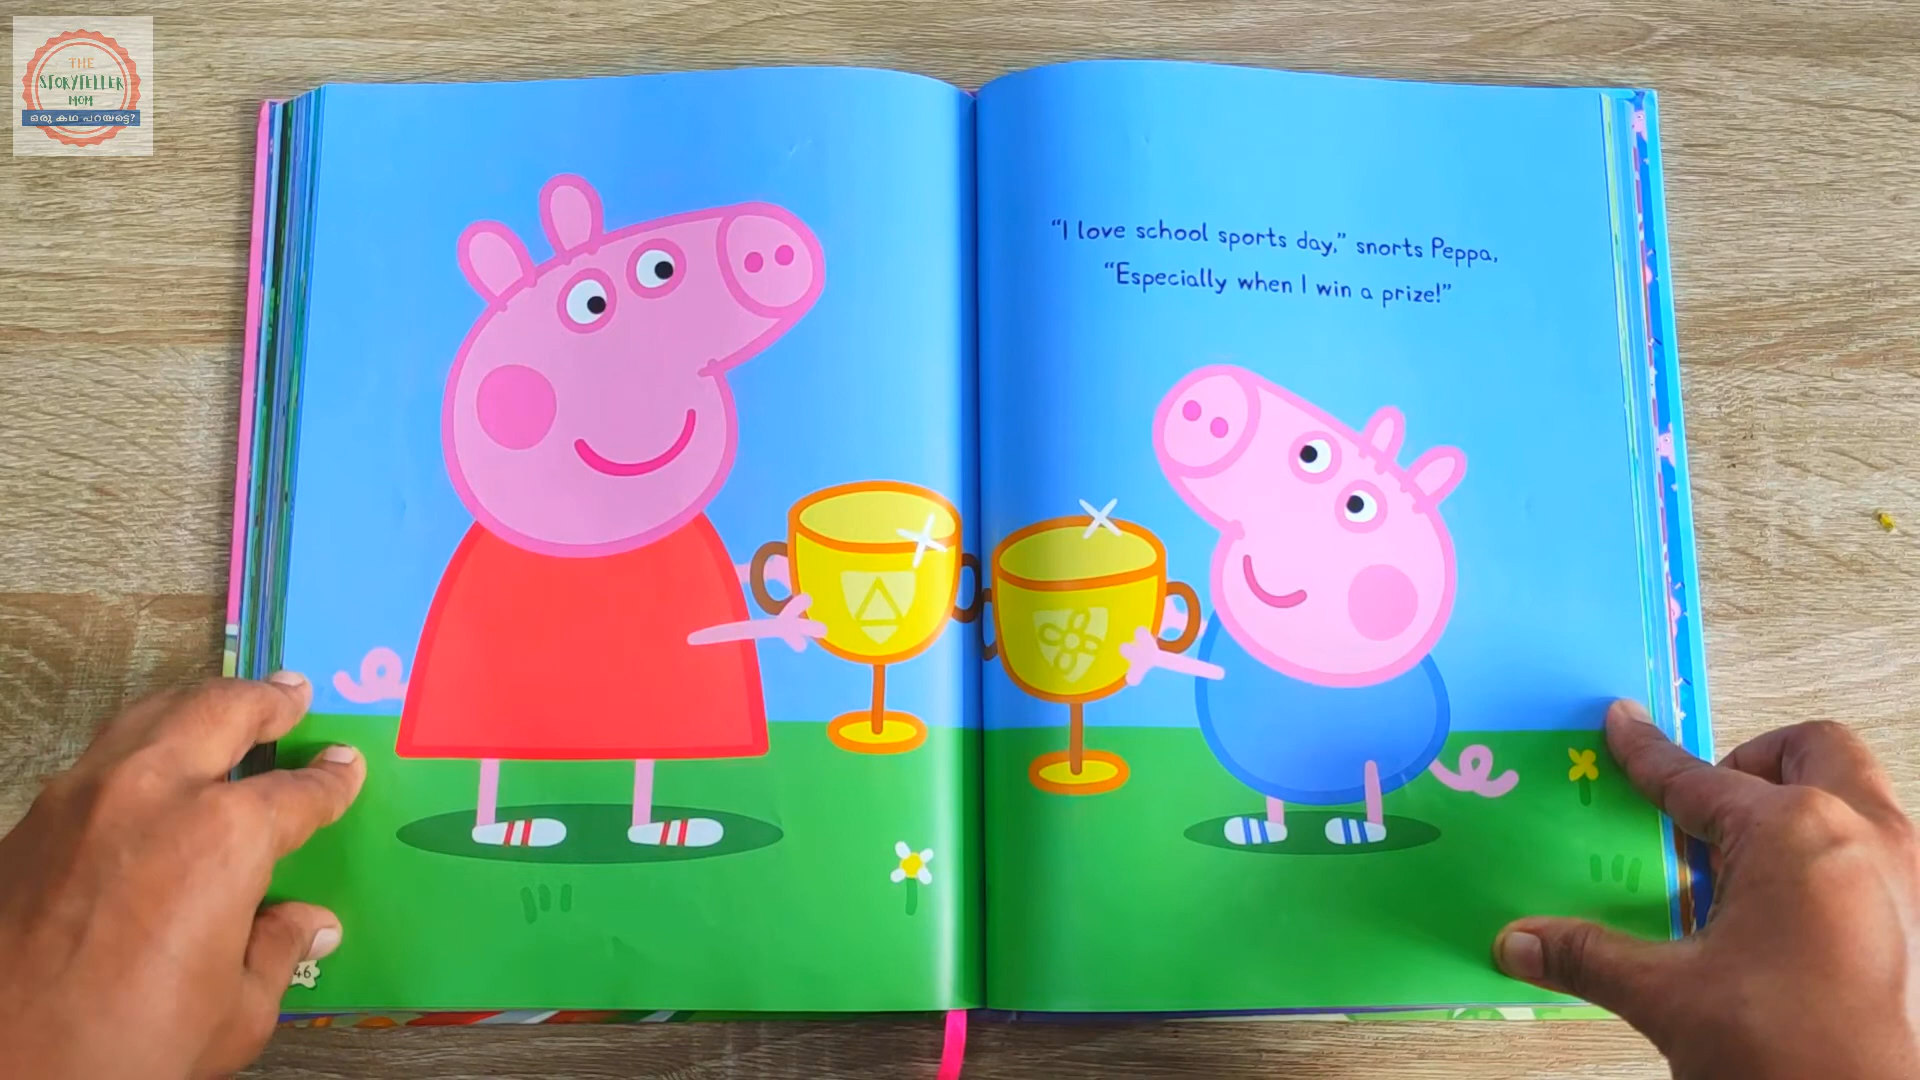 THE
STORYTELLER
MOM
ഒരു കഥ പറയട്ടെ?
“I love school sports day,” snorts Peppa,
“Especially when I win a prize!”
46